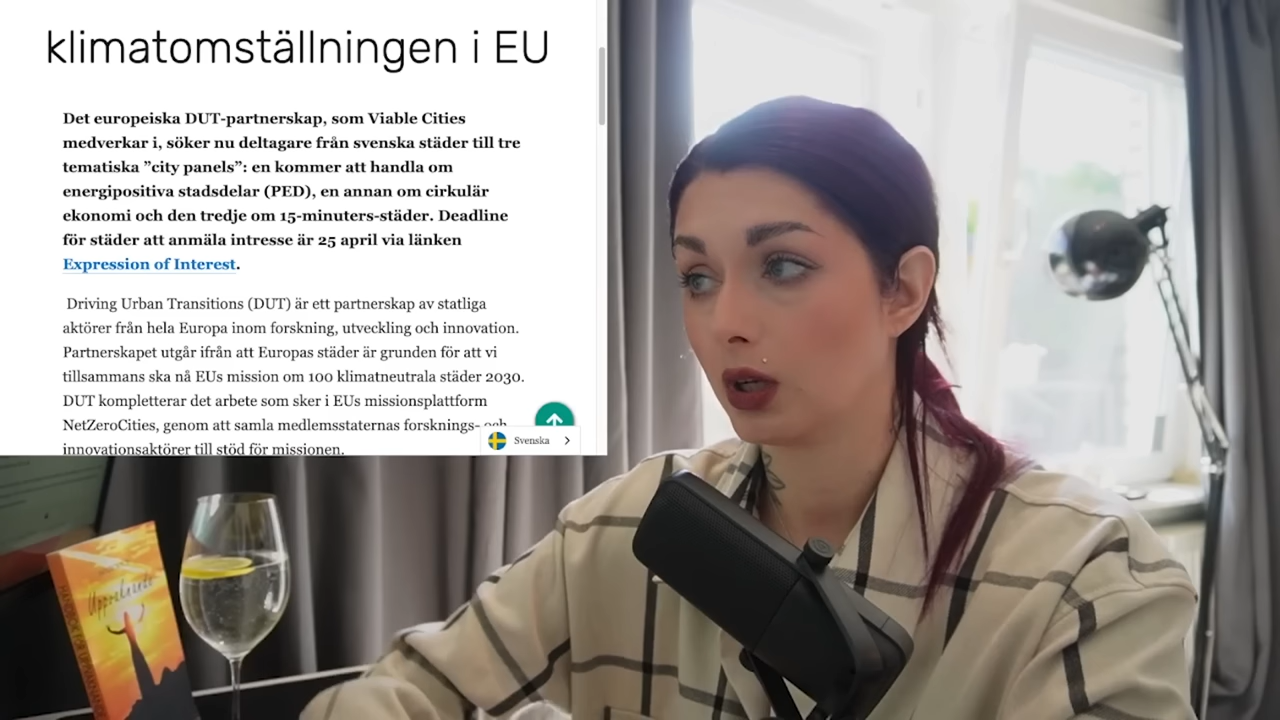 klimatomställningen i EU
Det europeiska DUT-partnerskap, som Viable Cities
medverkar i, söker nu deltagare från svenska städer till tre
tematiska ”city panels”: en kommer att handla om
energipositiva stadsdelar (PED), en annan om cirkulär
ekonomi och den tredje om 15-minuters-städer. Deadline
för städer att anmäla intresse är 25 april via länken
Expression of Interest.
Driving Urban Transitions (DUT) är ett partnerskap av statliga
aktörer från hela Europa inom forskning, utveckling och innovation.
Partnerskapet utgår ifrån att Europas städer är grunden för att vi
tillsammans ska nå EUs mission om 100 klimatneutrala städer 2030.
DUT kompletterar det arbete som sker i EUs missionsplattform
NetZeroCities, genom att samla medlemsstaternas forsknings- och
innovationsaktörer till stöd för missionen.
Svenska